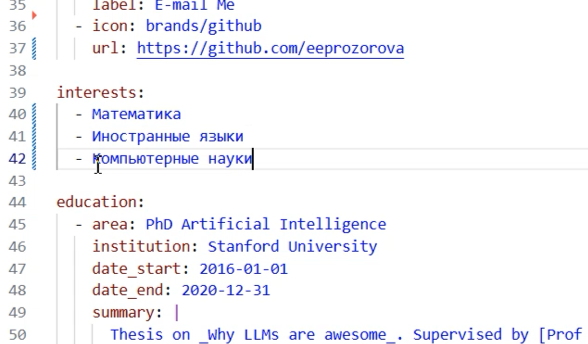 35 label: E-mail Me
36 - icon: brands/github
37 url: https://github.com/eeprozorova
38
39 interests:
40 - Математика
41 - Иностранные языки
42 - Компьютерные науки
43
44 education:
45 - area: PhD Artificial Intelligence
46 institution: Stanford University
47 date_start: 2016-01-01
48 date_end: 2020-12-31
49 summary: |
50 Thesis on _Why LLMs are awesome_. Supervised by [Prof